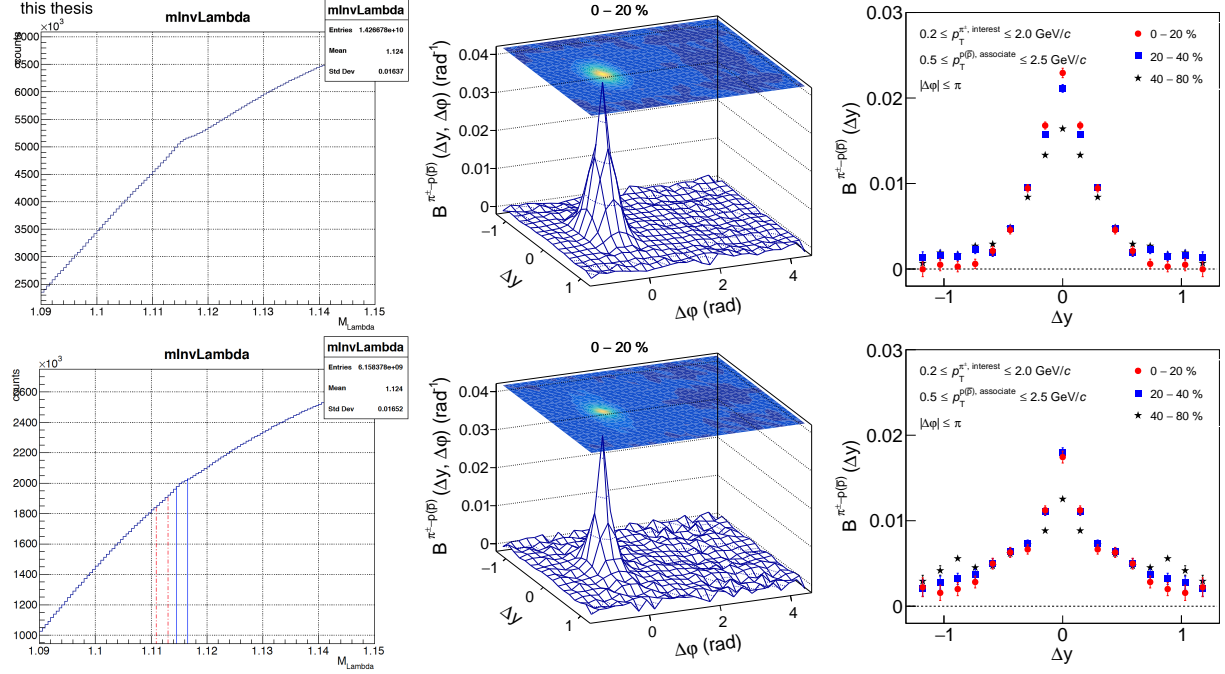 this thesis
mInvLambda
mInvLambda
Entries 1.426678e+10
Mean 1.124
Std Dev 0.01637
counts
×10³
6500
6000
5500
5000
4500
4000
3500
3000
2500
1.09 1.1 1.11 1.12 1.13 1.14 1.15
M_Lambda
0 – 20 %
B^{π±–p(p̅)} (Δy, Δφ) (rad⁻¹)
0.04
0.03
0.02
0.01
0
−1 0 1
Δy
0 2 4
Δφ (rad)
0.2 ≤ p_T^{π±, interest} ≤ 2.0 GeV/c
0.5 ≤ p_T^{p(p̅), associate} ≤ 2.5 GeV/c
|Δφ| ≤ π
0 – 20 %
20 – 40 %
40 – 80 %
B^{π±–p(p̅)} (Δy)
0.03
0.02
0.01
0
−1 0 1
Δy
mInvLambda
mInvLambda
Entries 6.158378e+09
Mean 1.124
Std Dev 0.01652
counts
×10³
2600
2400
2200
2000
1800
1600
1400
1200
1000
1.09 1.1 1.11 1.12 1.13 1.14 1.15
M_Lambda
0 – 20 %
B^{π±–p(p̅)} (Δy, Δφ) (rad⁻¹)
0.04
0.03
0.02
0.01
0
−1 0 1
Δy
0 2 4
Δφ (rad)
0.2 ≤ p_T^{π±, interest} ≤ 2.0 GeV/c
0.5 ≤ p_T^{p(p̅), associate} ≤ 2.5 GeV/c
|Δφ| ≤ π
0 – 20 %
20 – 40 %
40 – 80 %
B^{π±–p(p̅)} (Δy)
0.03
0.02
0.01
0
−1 0 1
Δy